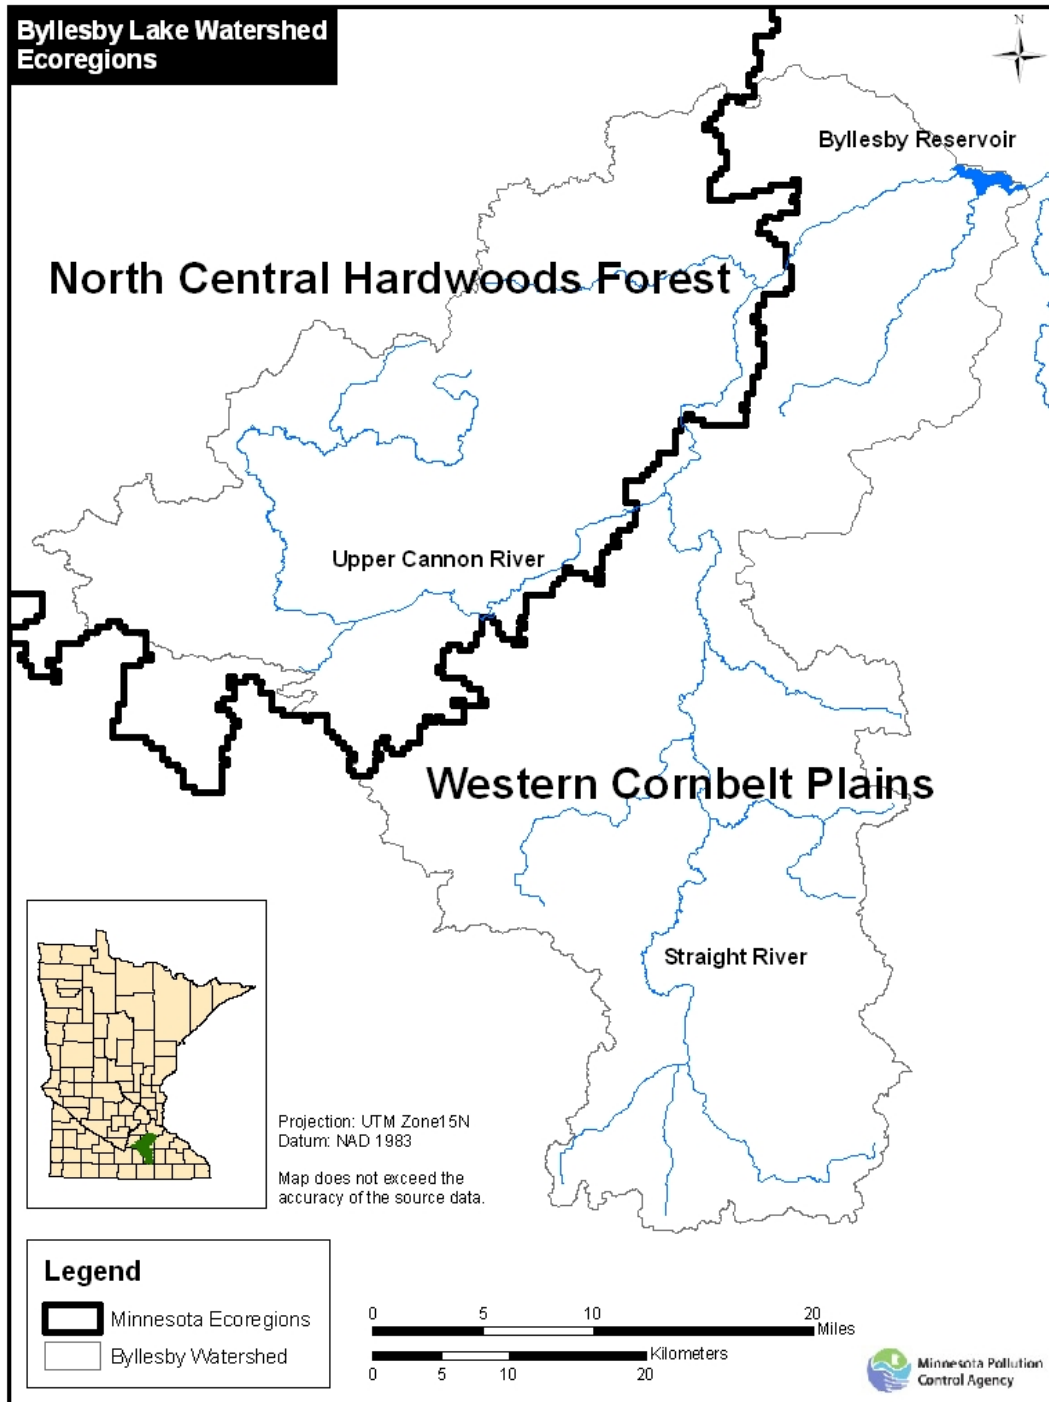 Byllesby Lake Watershed
Ecoregions
N
Byllesby Reservoir
North Central Hardwoods Forest
Upper Cannon River
Western Cornbelt Plains
Straight River
Projection: UTM Zone15N
Datum: NAD 1983
Map does not exceed the
accuracy of the source data.
Legend
Minnesota Ecoregions
Byllesby Watershed
0 5 10 20
Miles
Kilometers
0 5 10 20
Minnesota Pollution
Control Agency